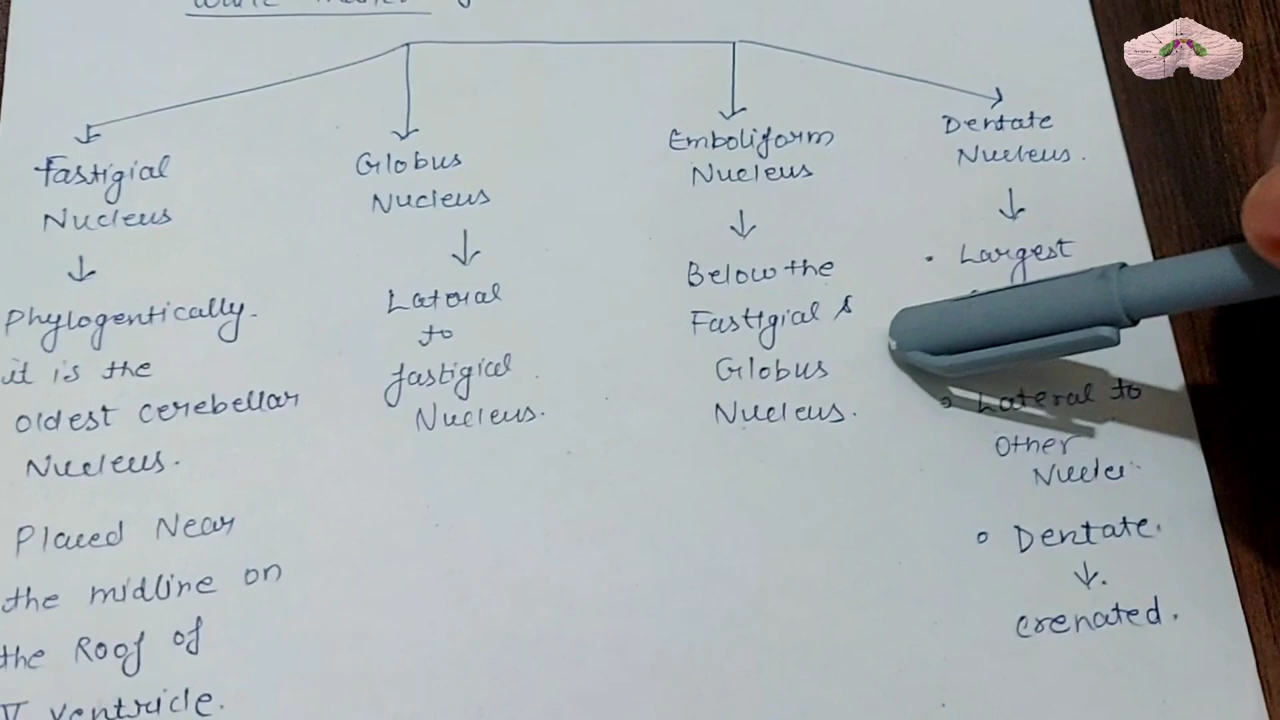 Fastigial
Nucleus
Phylogentically.
it is the
oldest cerebellar
Nucleus.
Placed Near
the midline on
the Roof of
Ventricle.
Globus
Nucleus
Lateral
to
fastigial
Nucleus.
Emboliform
Nucleus
Below the
Fastigial &
Globus
Nucleus.
Dentate
Nucleus.
• Largest
• Lateral to
Other
Nuclei.
• Dentate.
crenated.